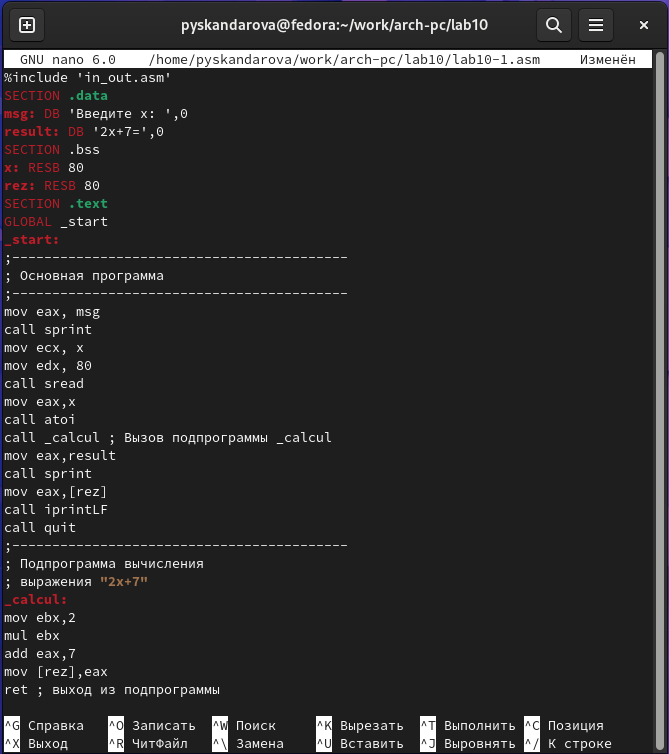 pyskandarova@fedora:~/work/arch-pc/lab10
GNU nano 6.0 /home/pyskandarova/work/arch-pc/lab10/lab10-1.asm Изменён
%include 'in_out.asm'
SECTION .data
msg: DB 'Введите x: ',0
result: DB '2x+7=',0
SECTION .bss
x: RESB 80
rez: RESB 80
SECTION .text
GLOBAL _start
_start:
;------------------------------------------
; Основная программа
;------------------------------------------
mov eax, msg
call sprint
mov ecx, x
mov edx, 80
call sread
mov eax,x
call atoi
call _calcul ; Вызов подпрограммы _calcul
mov eax,result
call sprint
mov eax,[rez]
call iprintLF
call quit
;------------------------------------------
; Подпрограмма вычисления
; выражения "2x+7"
_calcul:
mov ebx,2
mul ebx
add eax,7
mov [rez],eax
ret ; выход из подпрограммы
^G Справка ^O Записать ^W Поиск ^K Вырезать ^T Выполнить ^C Позиция
^X Выход ^R ЧитФайл ^\ Замена ^U Вставить ^J Выровнять ^/ К строке